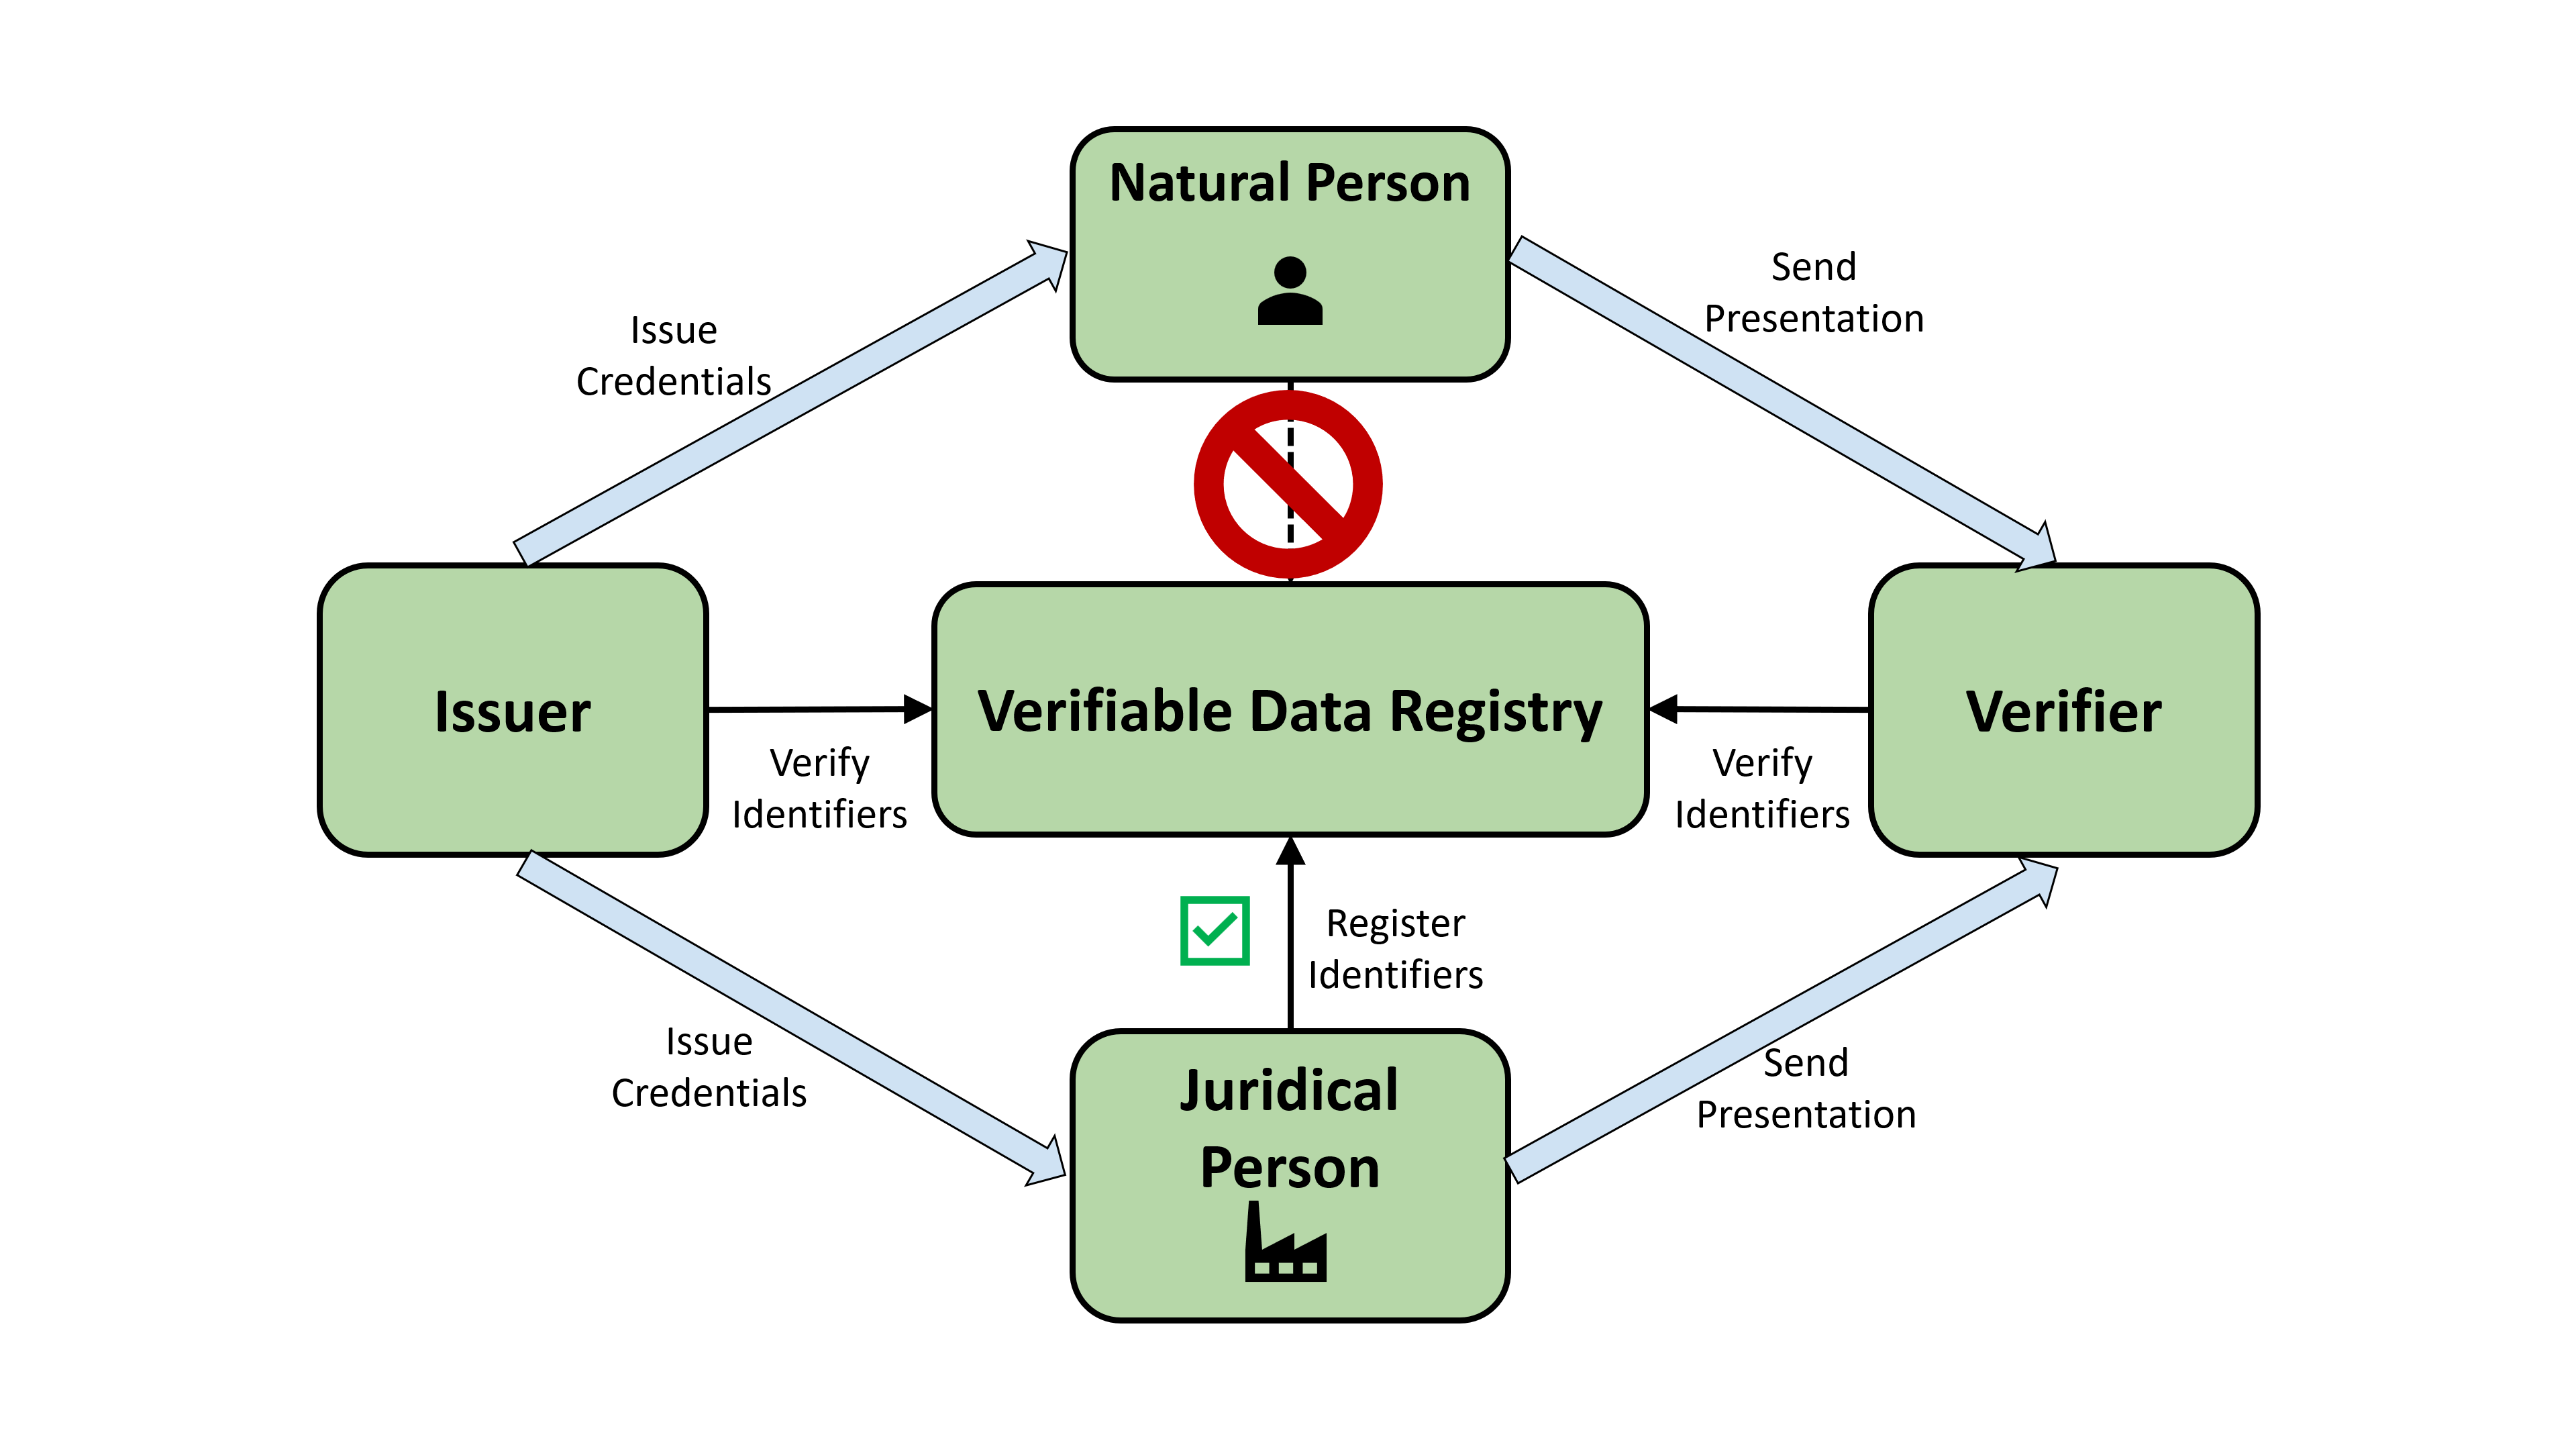 Natural Person
Send
Presentation
Issue
Credentials
Issuer
Verifiable Data Registry
Verifier
Verify
Identifiers
Verify
Identifiers
Register
Identifiers
Issue
Credentials
Juridical
Person
Send
Presentation